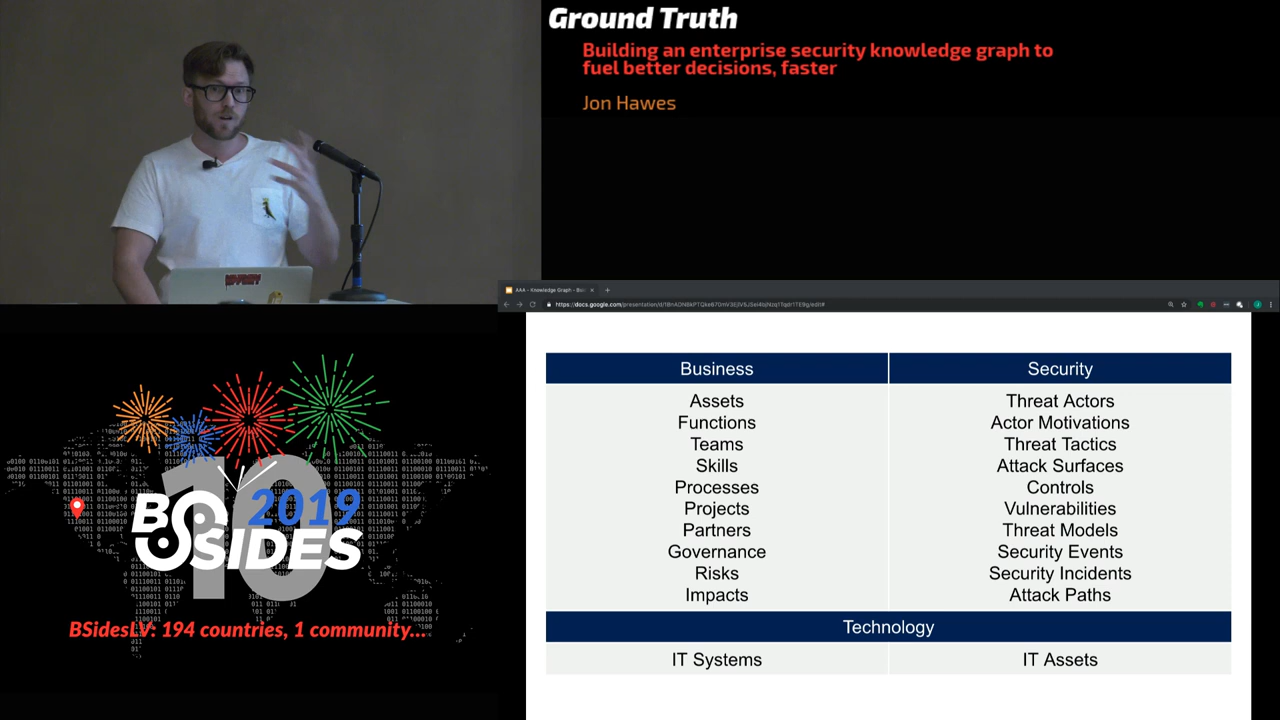 Ground Truth
Building an enterprise security knowledge graph to
fuel better decisions, faster
Jon Hawes
Business Security
Assets Threat Actors
Functions Actor Motivations
Teams Threat Tactics
Skills Attack Surfaces
Processes Controls
Projects Vulnerabilities
Partners Threat Models
Governance Security Events
Risks Security Incidents
Impacts Attack Paths
Technology
IT Systems IT Assets
10
2019
BSIDES
BSidesLV: 194 countries, 1 community...